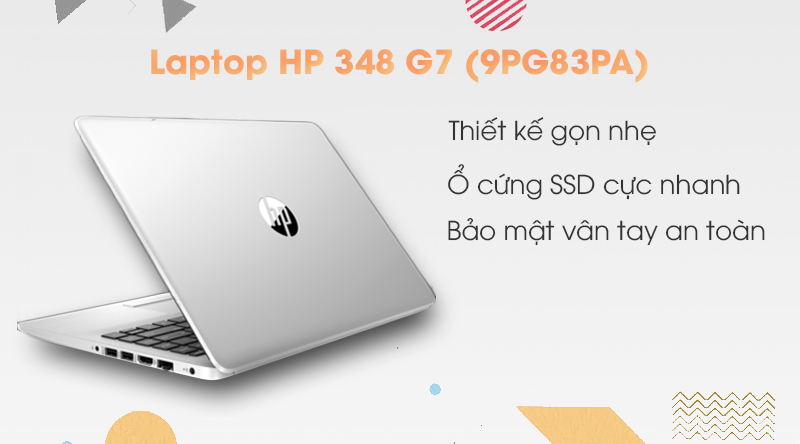 Laptop HP 348 G7 (9PG83PA)
Thiết kế gọn nhẹ
Ổ cứng SSD cực nhanh
Bảo mật vân tay an toàn
hp